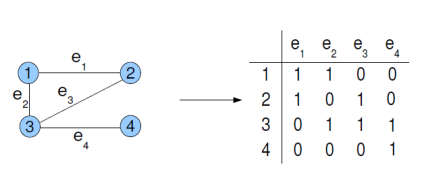 e1
1 2
e2 e3
3 4
e4
e1 e2 e3 e4
1 1 1 0 0
2 1 0 1 0
3 0 1 1 1
4 0 0 0 1